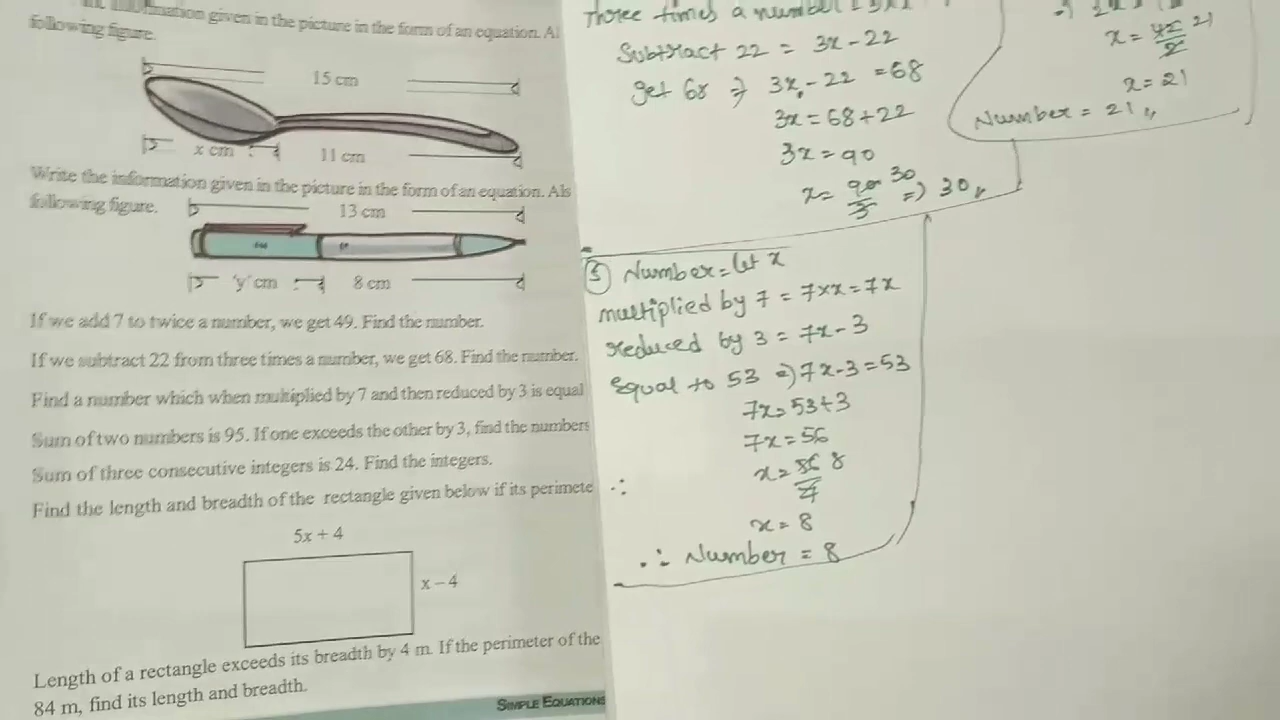 information given in the picture in the form of an equation.
following figure.
15 cm
x cm
11 cm
Write the information given in the picture in the form of an equation. Als
following figure.
13 cm
'y' cm
8 cm
If we add 7 to twice a number, we get 49. Find the number.
If we subtract 22 from three times a number, we get 68. Find the number.
Find a number which when multiplied by 7 and then reduced by 3 is equal
Sum of two numbers is 95. If one exceeds the other by 3, find the numbers
Sum of three consecutive integers is 24. Find the integers.
Find the length and breadth of the rectangle given below if its perimete
5x + 4
x – 4
Length of a rectangle exceeds its breadth by 4 m. If the perimeter of the
84 m, find its length and breadth.
SIMPLE EQUATIONS
Three times a number
Subtract 22 = 3x - 22
get 68 => 3x - 22 = 68
3x = 68 + 22
3x = 90
x = 90/3 30 => 30
x = 42/2 21
x = 21
Number = 21
5 Number = let x
multiplied by 7 = 7×x = 7x
reduced by 3 = 7x - 3
Equal to 53 => 7x - 3 = 53
7x = 53 + 3
7x = 56
x = 56/7 8
x = 8
∴ Number = 8